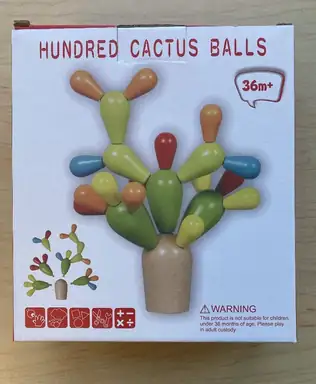 HUNDRED CACTUS BALLS
36m+
⚠WARNING
This product is not suitable for children
under 36 months of age. Please play
in adult custody